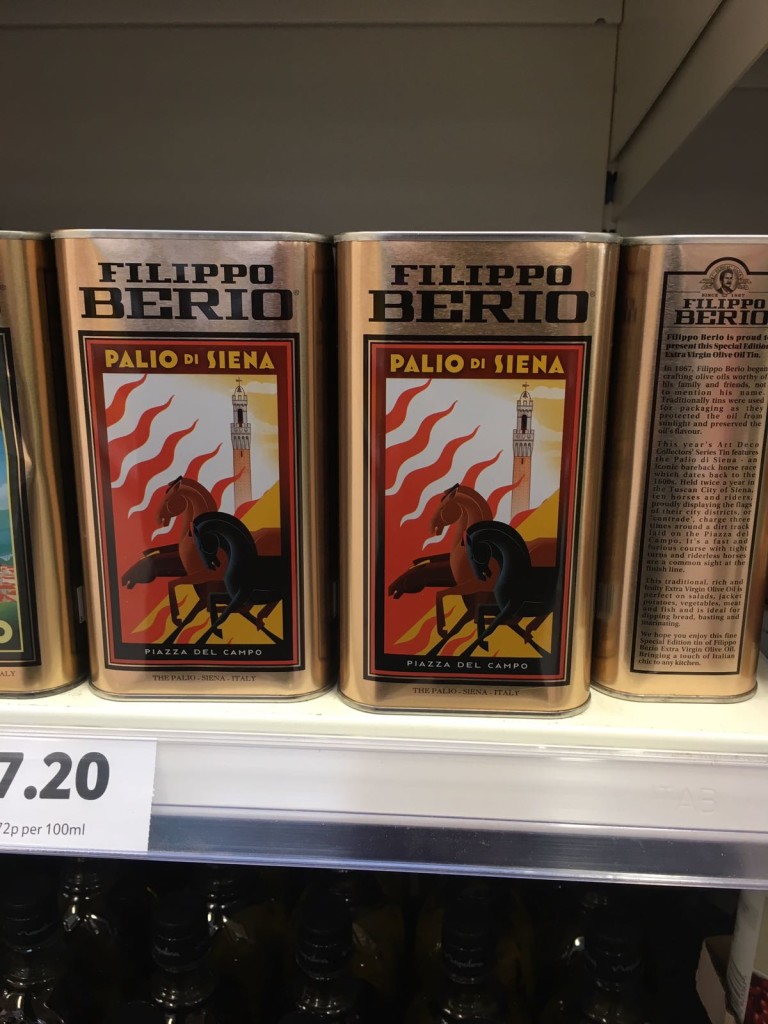 FILIPPO
BERIO
PALIO DI SIENA
PIAZZA DEL CAMPO
THE PALIO - SIENA - ITALY
FILIPPO
BERIO
PALIO DI SIENA
PIAZZA DEL CAMPO
THE PALIO - SIENA - ITALY
SINCE 1867
FILIPPO
BERIO
Filippo Berio is proud to
present this Special Edition
Extra Virgin Olive Oil Tin.
In 1867, Filippo Berio began
crafting olive oils worthy of
his family and friends, not
to mention his name.
Traditionally tins were used
for packaging as they
protected the oil from
sunlight and preserved the
oil's flavour.
This year's Art Deco
Collectors' Series Tin features
the Palio di Siena - an
iconic bareback horse race
which dates back to the
1600s. Held twice a year in
the Tuscan City of Siena,
ten horses and riders,
proudly displaying the flags
of their city districts, or
'contrade', charge three
times around a dirt track
laid on the Piazza del
Campo. It's a fast and
furious course with tight
turns and riderless horses
are a common sight at the
finish line.
This traditional, rich and
fruity Extra Virgin Olive Oil is
perfect on salads, jacket
potatoes, vegetables, meat
and fish and is ideal for
dipping bread, basting and
marinating.
We hope you enjoy this fine
Special Edition tin of Filippo
Berio Extra Virgin Olive Oil.
Bringing a touch of Italian
chic to any kitchen.
O
ALY
7.20
72p per 100ml